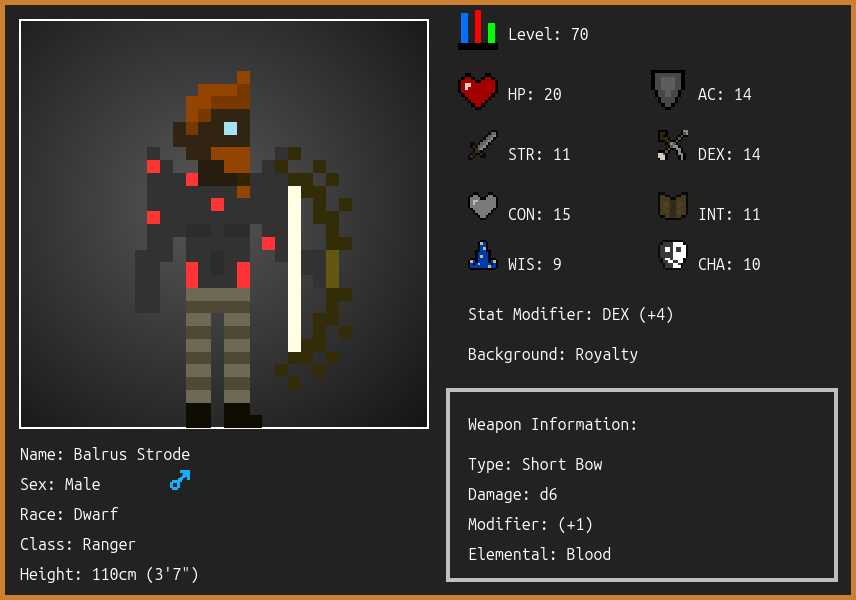 Level: 70
HP: 20
AC: 14
STR: 11
DEX: 14
CON: 15
INT: 11
WIS: 9
CHA: 10
Stat Modifier: DEX (+4)
Background: Royalty
Weapon Information:
Type: Short Bow
Damage: d6
Modifier: (+1)
Elemental: Blood
Name: Balrus Strode
Sex: Male
Race: Dwarf
Class: Ranger
Height: 110cm (3'7")